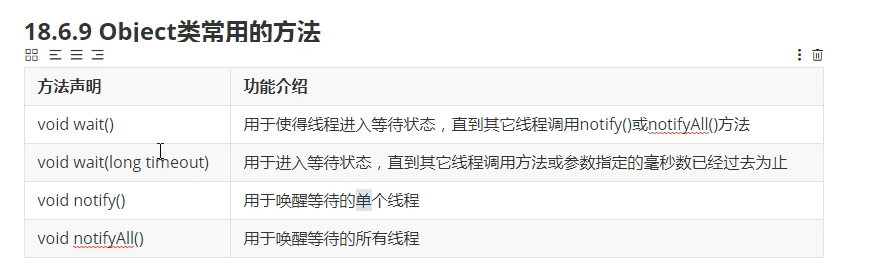 18.6.9 Object类常用的方法
方法声明 功能介绍
void wait() 用于使得线程进入等待状态，直到其它线程调用notify()或notifyAll()方法
void wait(long timeout) 用于进入等待状态，直到其它线程调用方法或参数指定的毫秒数已经过去为止
void notify() 用于唤醒等待的单个线程
void notifyAll() 用于唤醒等待的所有线程